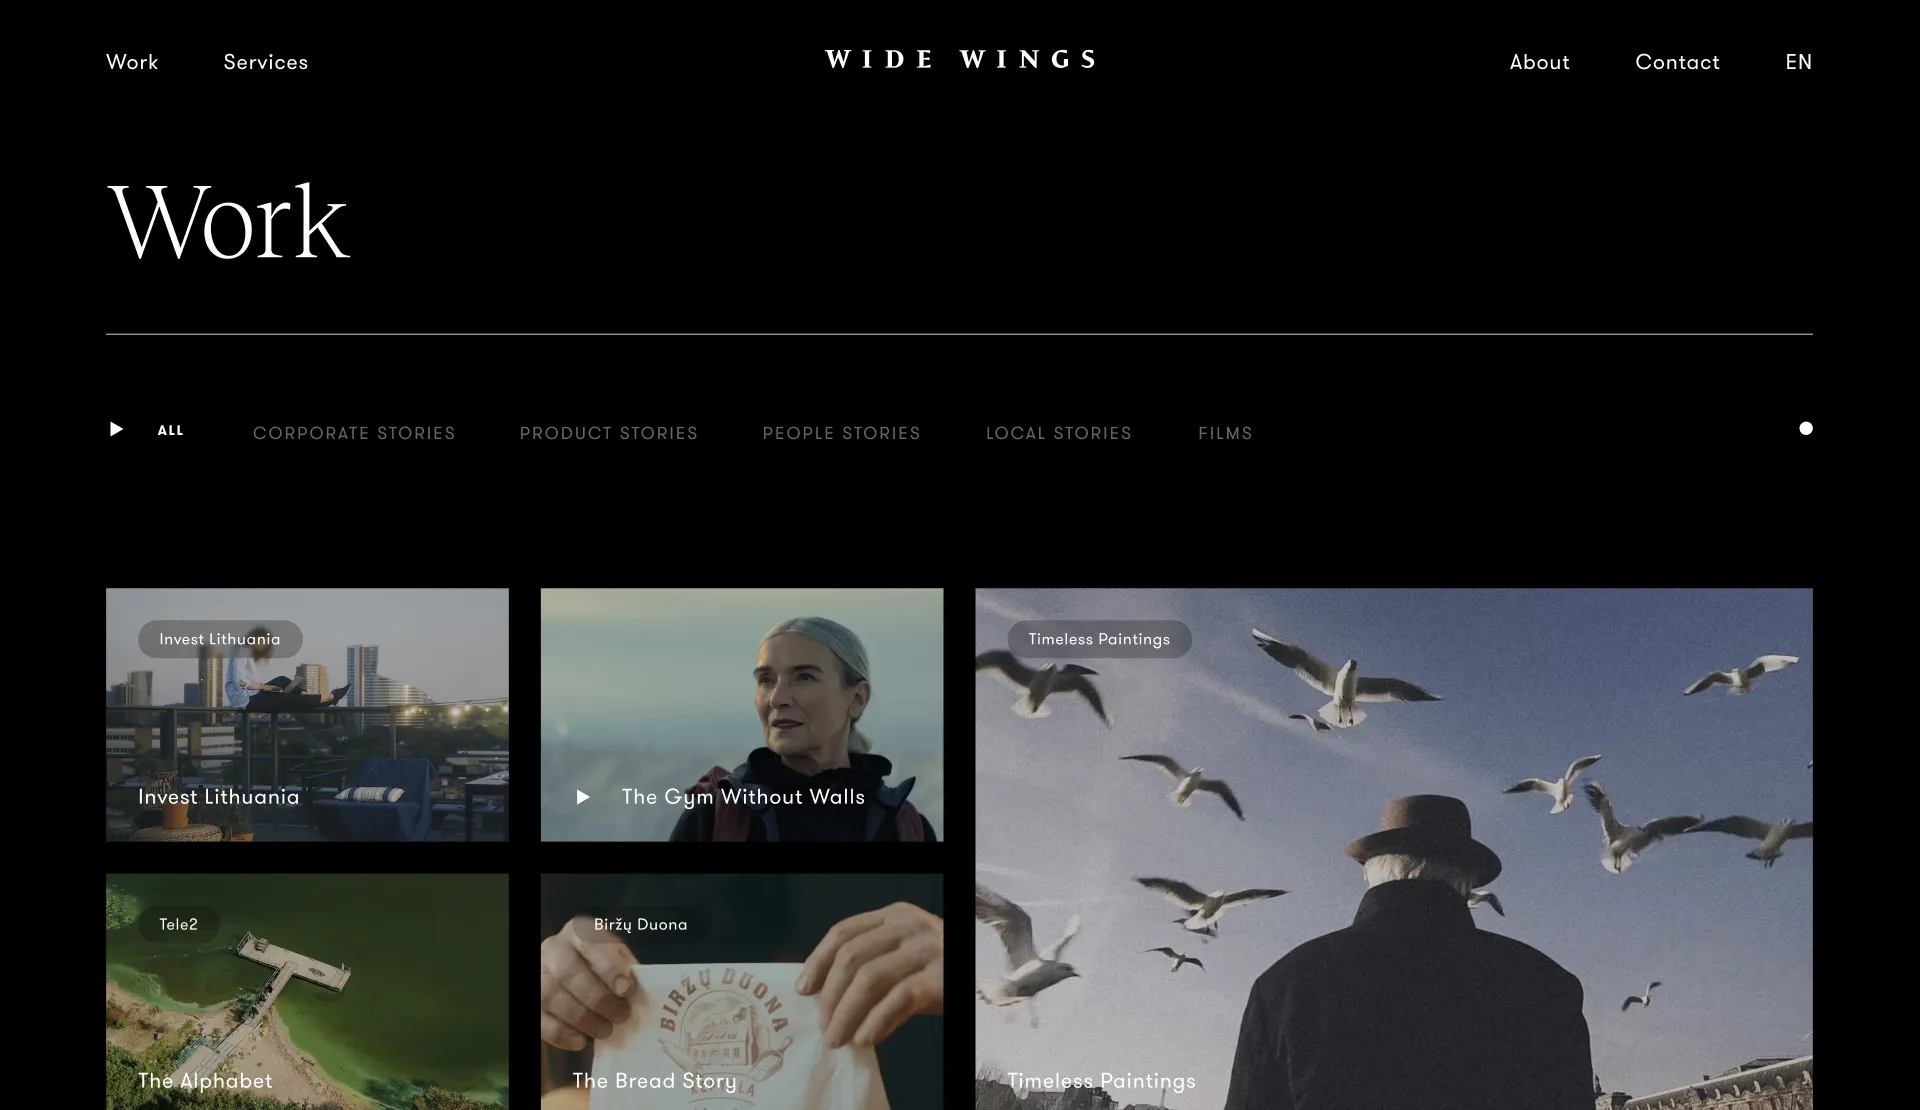 Work Services WIDE WINGS About Contact EN
Work
ALL CORPORATE STORIES PRODUCT STORIES PEOPLE STORIES LOCAL STORIES FILMS
Invest Lithuania
Invest Lithuania
The Gym Without Walls
Timeless Paintings
Timeless Paintings
Tele2
The Alphabet
Biržų Duona
BIRŽŲ DUONA
The Bread Story